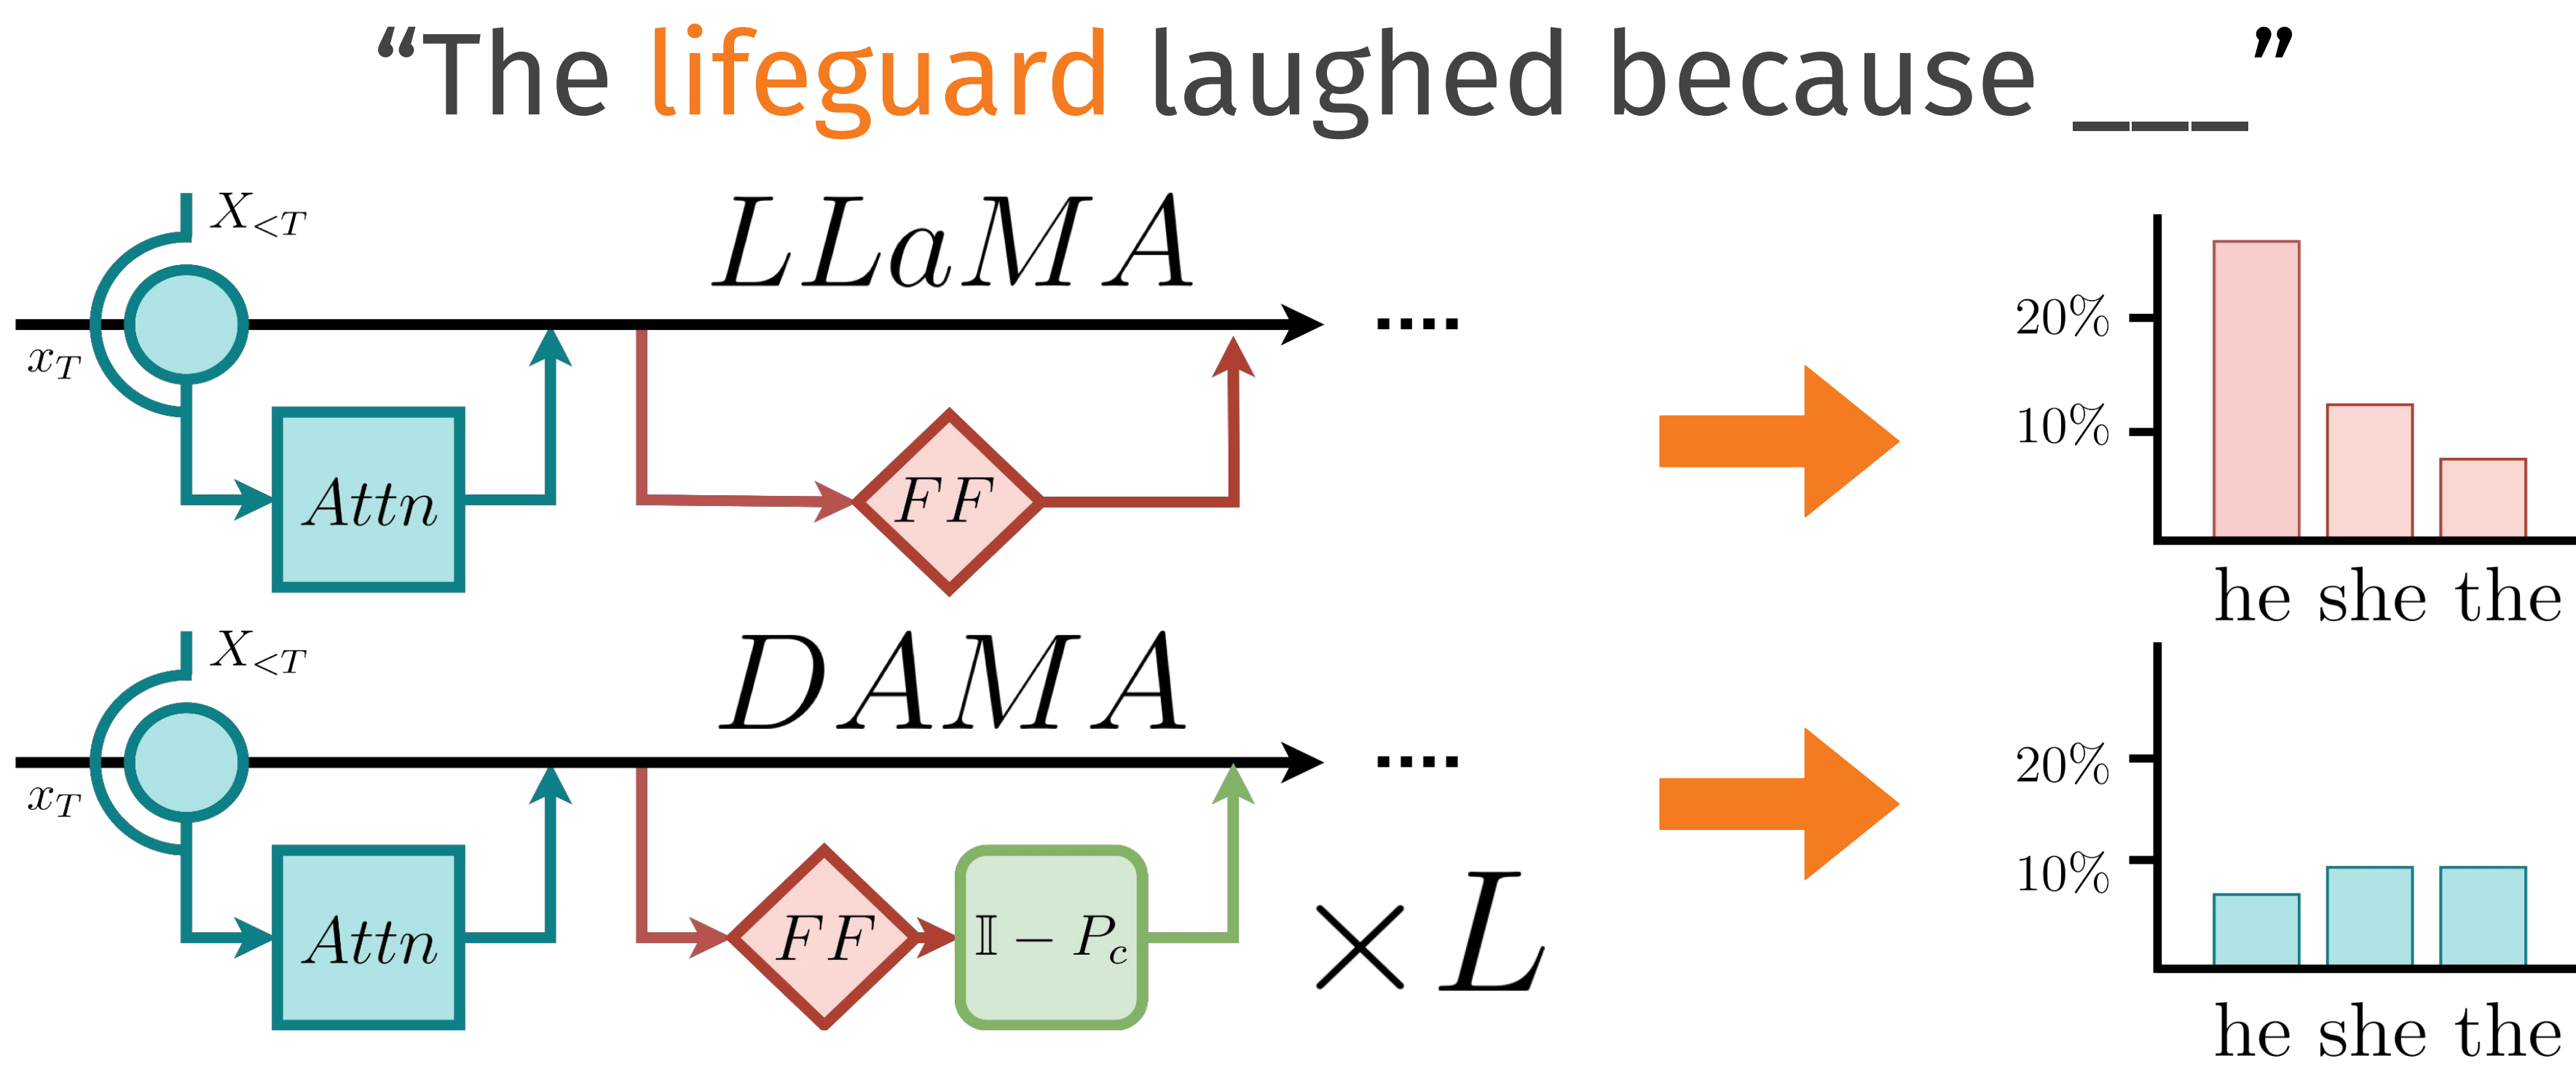 “The lifeguard laughed because ___”
X<T
LLaMA
xT
Attn
FF
20%
10%
he she the
X<T
DAMA
xT
Attn
FF
𝕀 − Pc
×L
20%
10%
he she the